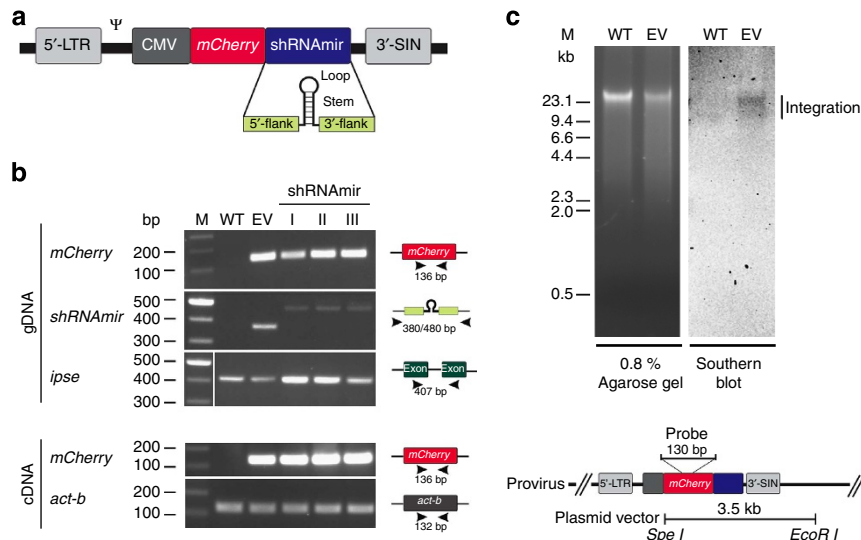 a
Ψ
5′-LTR CMV mCherry shRNAmir 3′-SIN
Loop
Stem
5′-flank 3′-flank
b
shRNAmir
bp M WT EV I II III
gDNA
mCherry 200 100 mCherry 136 bp
shRNAmir 500 400 300 Ω 380/480 bp
ipse 500 400 300 Exon Exon 407 bp
cDNA
mCherry 200 100 mCherry 136 bp
act-b 200 100 act-b 132 bp
c
M WT EV WT EV
kb
23.1 Integration
9.4
6.6
4.4
2.3
2.0
0.5
0.8 % Southern
Agarose gel blot
Probe
130 bp
Provirus 5′-LTR mCherry 3′-SIN
3.5 kb
Plasmid vector
Spe I EcoR I